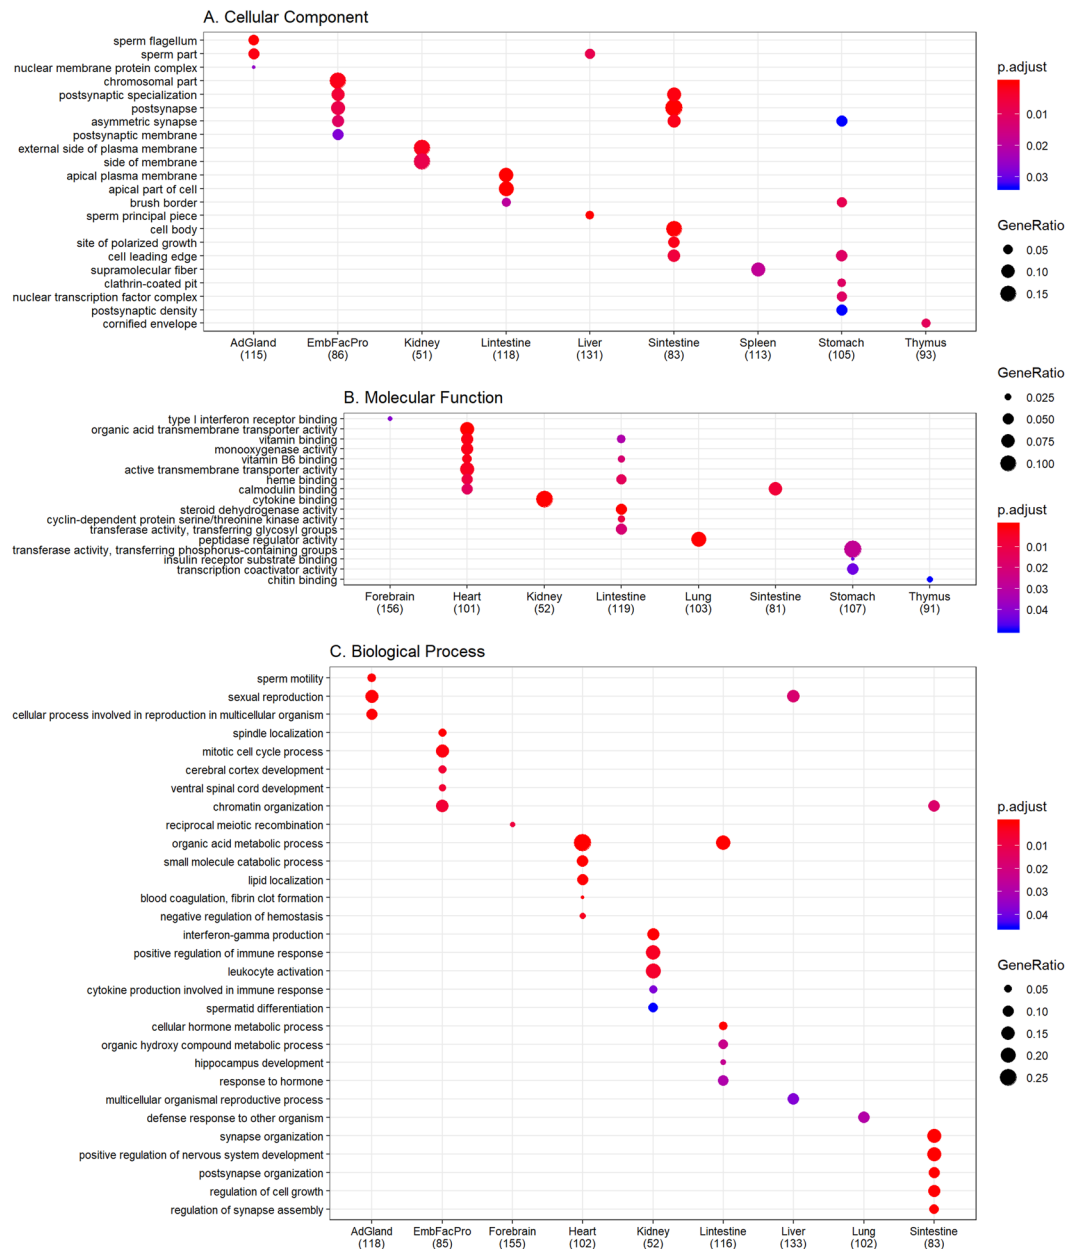 A. Cellular Component
sperm flagellum
sperm part
nuclear membrane protein complex
chromosomal part
postsynaptic specialization
postsynapse
asymmetric synapse
postsynaptic membrane
external side of plasma membrane
side of membrane
apical plasma membrane
apical part of cell
brush border
sperm principal piece
cell body
site of polarized growth
cell leading edge
supramolecular fiber
clathrin-coated pit
nuclear transcription factor complex
postsynaptic density
cornified envelope
AdGland EmbFacPro Kidney Lintestine Liver Sintestine Spleen Stomach Thymus
(115) (86) (51) (118) (131) (83) (113) (105) (93)
p.adjust
0.01
0.02
0.03
GeneRatio
0.05
0.10
0.15
B. Molecular Function
type I interferon receptor binding
organic acid transmembrane transporter activity
vitamin binding
monooxygenase activity
vitamin B6 binding
active transmembrane transporter activity
heme binding
calmodulin binding
cytokine binding
steroid dehydrogenase activity
cyclin-dependent protein serine/threonine kinase activity
transferase activity, transferring glycosyl groups
peptidase regulator activity
transferase activity, transferring phosphorus-containing groups
insulin receptor substrate binding
transcription coactivator activity
chitin binding
Forebrain Heart Kidney Lintestine Lung Sintestine Stomach Thymus
(156) (101) (52) (119) (103) (81) (107) (91)
GeneRatio
0.025
0.050
0.075
0.100
p.adjust
0.01
0.02
0.03
0.04
C. Biological Process
sperm motility
sexual reproduction
cellular process involved in reproduction in multicellular organism
spindle localization
mitotic cell cycle process
cerebral cortex development
ventral spinal cord development
chromatin organization
reciprocal meiotic recombination
organic acid metabolic process
small molecule catabolic process
lipid localization
blood coagulation, fibrin clot formation
negative regulation of hemostasis
interferon-gamma production
positive regulation of immune response
leukocyte activation
cytokine production involved in immune response
spermatid differentiation
cellular hormone metabolic process
organic hydroxy compound metabolic process
hippocampus development
response to hormone
multicellular organismal reproductive process
defense response to other organism
synapse organization
positive regulation of nervous system development
postsynapse organization
regulation of cell growth
regulation of synapse assembly
AdGland EmbFacPro Forebrain Heart Kidney Lintestine Liver Lung Sintestine
(118) (85) (155) (102) (52) (116) (133) (102) (83)
p.adjust
0.01
0.02
0.03
0.04
GeneRatio
0.05
0.10
0.15
0.20
0.25